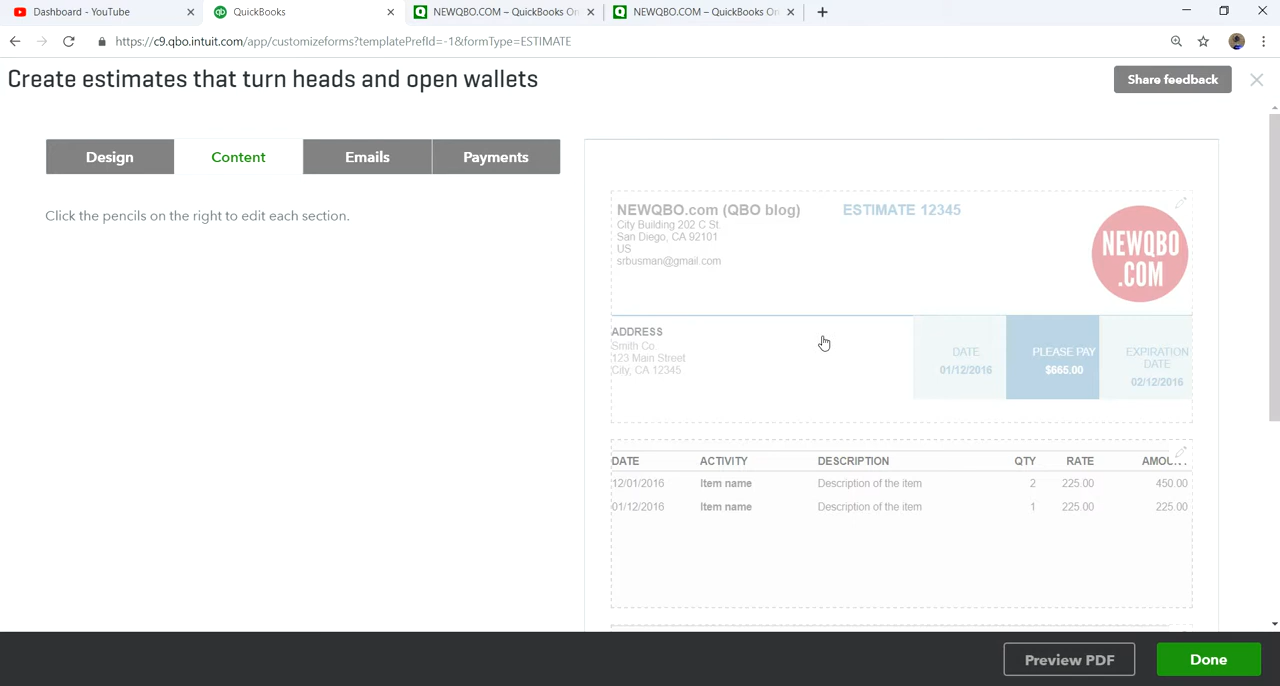 Dashboard - YouTube
QuickBooks
NEWQBO.COM – QuickBooks On
NEWQBO.COM – QuickBooks On
https://c9.qbo.intuit.com/app/customizeforms?templatePrefId=-1&formType=ESTIMATE
Create estimates that turn heads and open wallets
Share feedback
Design
Content
Emails
Payments
Click the pencils on the right to edit each section.
NEWQBO.com (QBO blog)
ESTIMATE 12345
City Building 202 C St.
San Diego, CA 92101
US
srbusman@gmail.com
NEWQBO
.COM
ADDRESS
Smith Co.
123 Main Street
City, CA 12345
DATE
01/12/2016
PLEASE PAY
$665.00
EXPIRATION
DATE
02/12/2016
DATE ACTIVITY DESCRIPTION QTY RATE AMOU
12/01/2016 Item name Description of the item 2 225.00 450.00
01/12/2016 Item name Description of the item 1 225.00 225.00
Preview PDF
Done